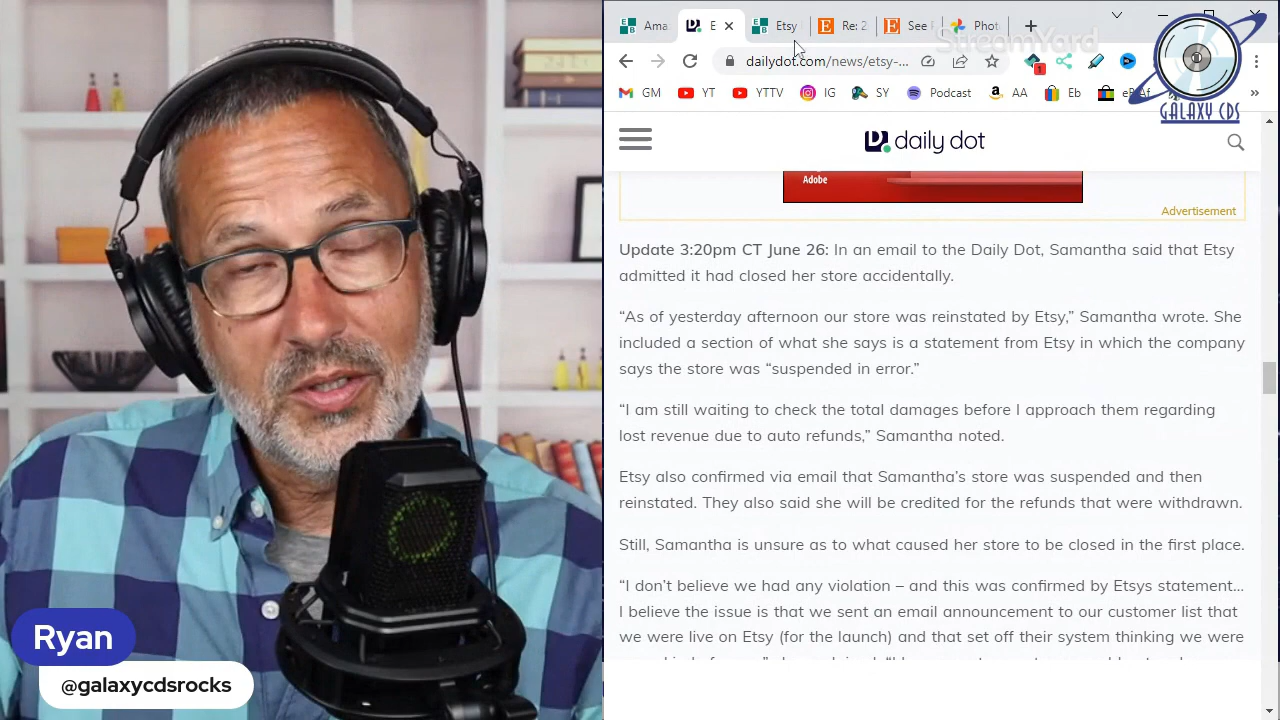 Ama
E
Etsy
Re: 2
See
Phot
StreamYard
dailydot.com/news/etsy-...
1
GM
YT
YTTV
IG
SY
Podcast
AA
Eb
»
GALAXY CDS
daily dot
Adobe
Advertisement
Update 3:20pm CT June 26: In an email to the Daily Dot, Samantha said that Etsy
admitted it had closed her store accidentally.
“As of yesterday afternoon our store was reinstated by Etsy,” Samantha wrote. She
included a section of what she says is a statement from Etsy in which the company
says the store was “suspended in error.”
“I am still waiting to check the total damages before I approach them regarding
lost revenue due to auto refunds,” Samantha noted.
Etsy also confirmed via email that Samantha’s store was suspended and then
reinstated. They also said she will be credited for the refunds that were withdrawn.
Still, Samantha is unsure as to what caused her store to be closed in the first place.
“I don’t believe we had any violation – and this was confirmed by Etsys statement...
I believe the issue is that we sent an email announcement to our customer list that
we were live on Etsy (for the launch) and that set off their system thinking we were
Ryan
@galaxycdsrocks